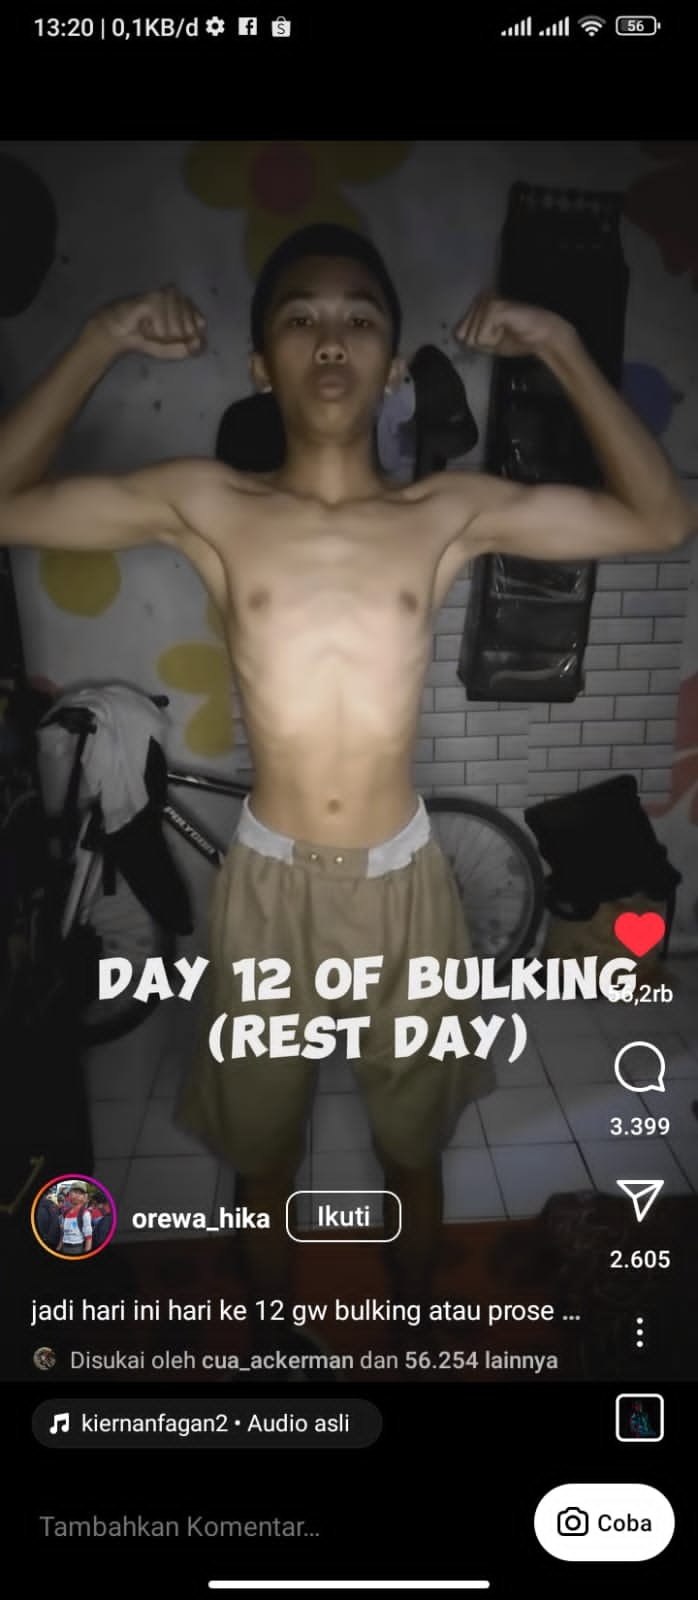 13:20 | 0,1KB/d
56
POLYGON
DAY 12 OF BULKING
(REST DAY)
56,2rb
3.399
2.605
orewa_hika
Ikuti
jadi hari ini hari ke 12 gw bulking atau prose ...
Disukai oleh cua_ackerman dan 56.254 lainnya
kiernanfagan2 • Audio asli
Tambahkan Komentar...
Coba